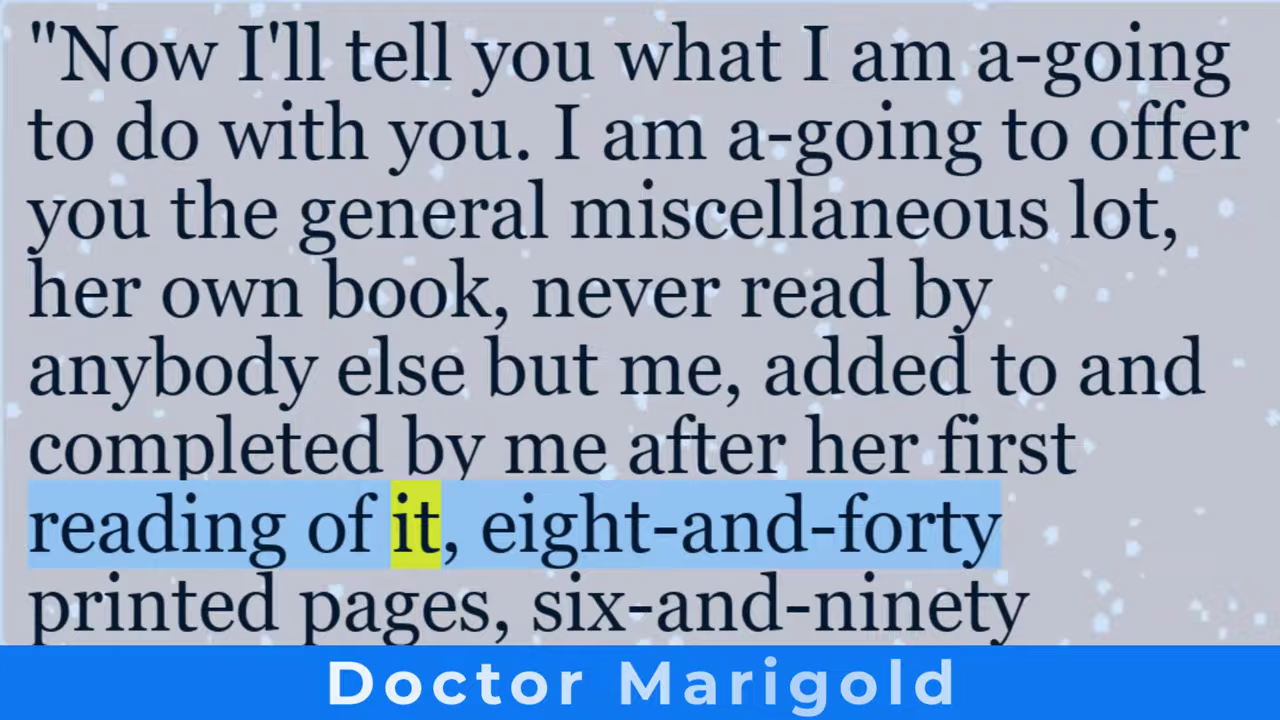 "Now I'll tell you what I am a-going
to do with you. I am a-going to offer
you the general miscellaneous lot,
her own book, never read by
anybody else but me, added to and
completed by me after her first
reading of it, eight-and-forty
printed pages, six-and-ninety
Doctor Marigold